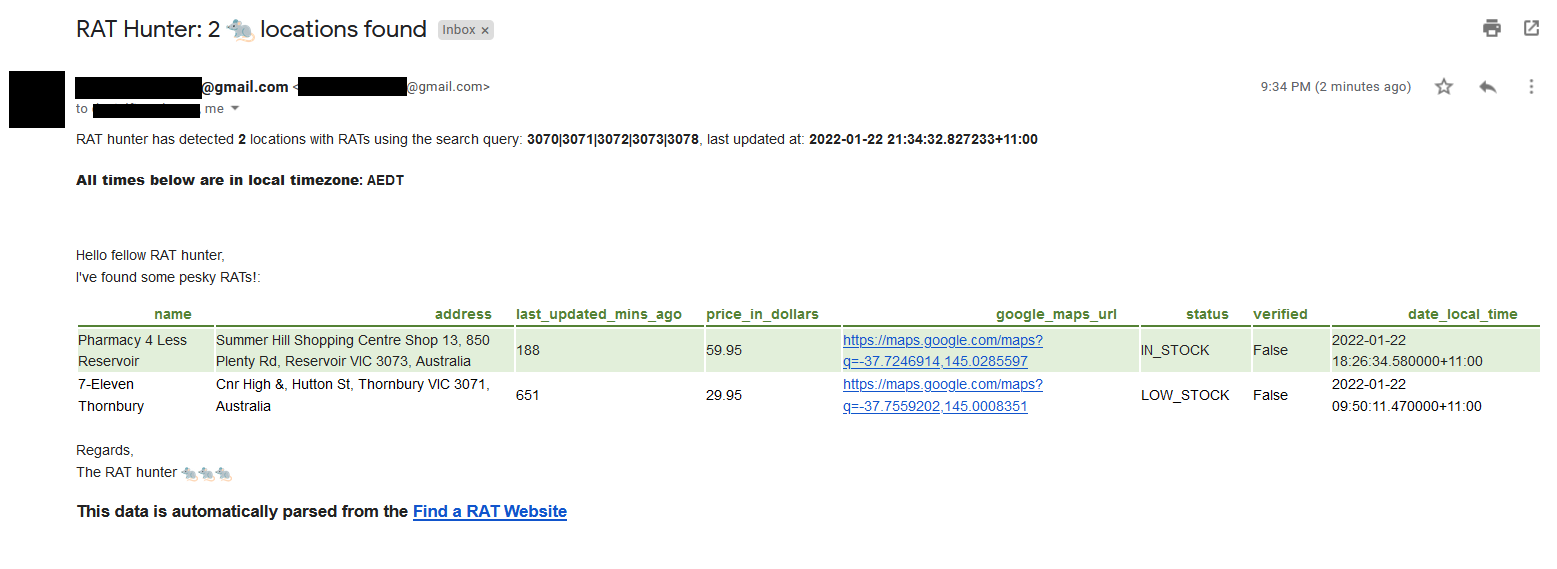 RAT Hunter: 2 🐀 locations found Inbox ×
@gmail.com < @gmail.com> 9:34 PM (2 minutes ago)
to , me
RAT hunter has detected 2 locations with RATs using the search query: 3070|3071|3072|3073|3078, last updated at: 2022-01-22 21:34:32.827233+11:00
All times below are in local timezone: AEDT
Hello fellow RAT hunter,
I've found some pesky RATs!:
name address last_updated_mins_ago price_in_dollars google_maps_url status verified date_local_time
Pharmacy 4 Less Summer Hill Shopping Centre Shop 13, 850 https://maps.google.com/maps? 2022-01-22
188 59.95 IN_STOCK False
Reservoir Plenty Rd, Reservoir VIC 3073, Australia q=-37.7246914,145.0285597 18:26:34.580000+11:00
7-Eleven Cnr High &, Hutton St, Thornbury VIC 3071, https://maps.google.com/maps? 2022-01-22
651 29.95 LOW_STOCK False
Thornbury Australia q=-37.7559202,145.0008351 09:50:11.470000+11:00
Regards,
The RAT hunter 🐀🐀🐀
This data is automatically parsed from the Find a RAT Website